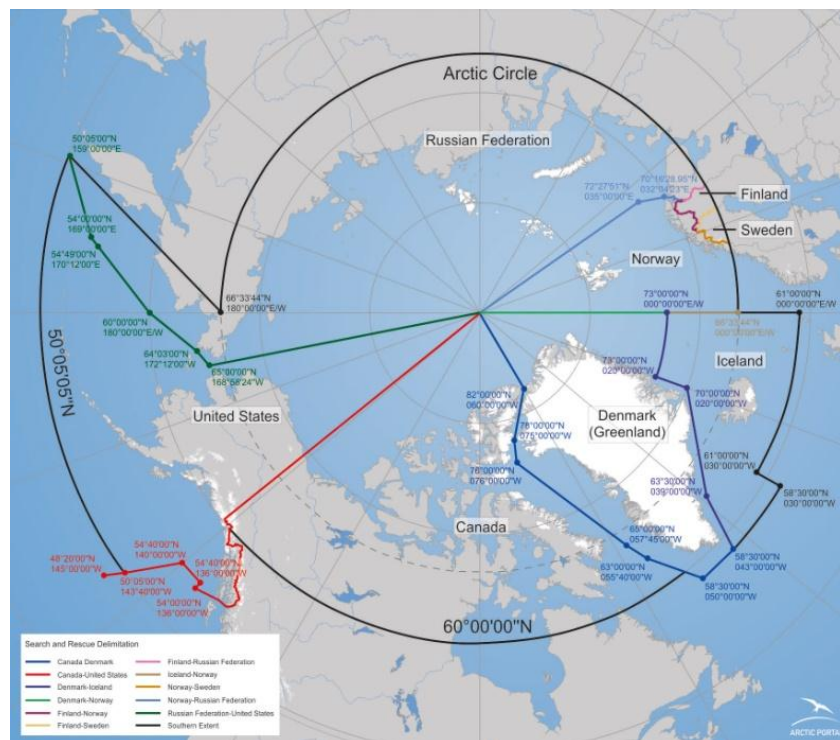 Arctic Circle
Russian Federation
50°05'00"N
159°00'00"E
72°27'51"N
035°00'00"E
Finland
Sweden
54°00'00"N
169°00'00"E
54°49'00"N
170°12'00"E
Norway
66°33'44"N
180°00'00"E/W
73°00'00"N
000°00'00"E/W
61°00'00"N
000°00'00"E/W
60°00'00"N
180°00'00"E/W
50°05'05"N
64°03'00"N
172°12'00"W
168°58'24"W
73°00'00"N
020°00'00"W
Iceland
70°00'00"N
020°00'00"W
82°00'00"N
060°00'00"W
United States
Denmark
(Greenland)
78°00'00"N
075°00'00"W
76°00'00"N
076°00'00"W
61°00'00"N
030°00'00"W
58°30'00"N
030°00'00"W
63°30'00"N
039°00'00"W
Canada
65°00'00"N
057°45'00"W
63°00'00"N
055°40'00"W
58°30'00"N
043°00'00"W
58°30'00"N
050°00'00"W
54°40'00"N
140°00'00"W
54°40'00"N
136°00'00"W
54°00'00"N
136°00'00"W
48°20'00"N
145°00'00"W
50°05'00"N
143°40'00"W
60°00'00"N
Search and Rescue Delimitation
Canada Denmark
Canada-United States
Denmark-Iceland
Denmark-Norway
Finland-Norway
Finland-Sweden
Finland-Russian Federation
Iceland-Norway
Norway-Sweden
Norway-Russian Federation
Russian Federation-United States
Southern Extent